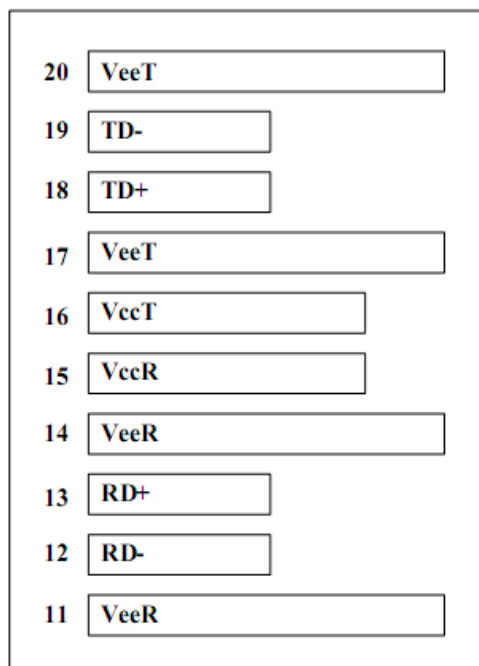 20 VeeT
19 TD-
18 TD+
17 VeeT
16 VccT
15 VccR
14 VeeR
13 RD+
12 RD-
11 VeeR